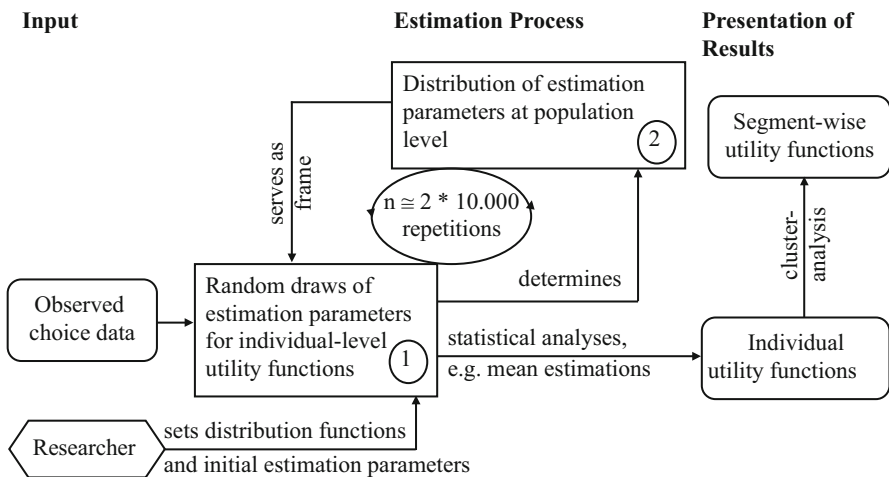 Input
Estimation Process
Presentation of
Results
Distribution of estimation
parameters at population
level
2
Segment-wise
utility functions
serves as
frame
n ≅ 2 * 10.000
repetitions
cluster-
analysis
determines
Observed
choice data
Random draws of
estimation parameters
for individual-level
utility functions
1
statistical analyses,
e.g. mean estimations
Individual
utility functions
Researcher
sets distribution functions
and initial estimation parameters